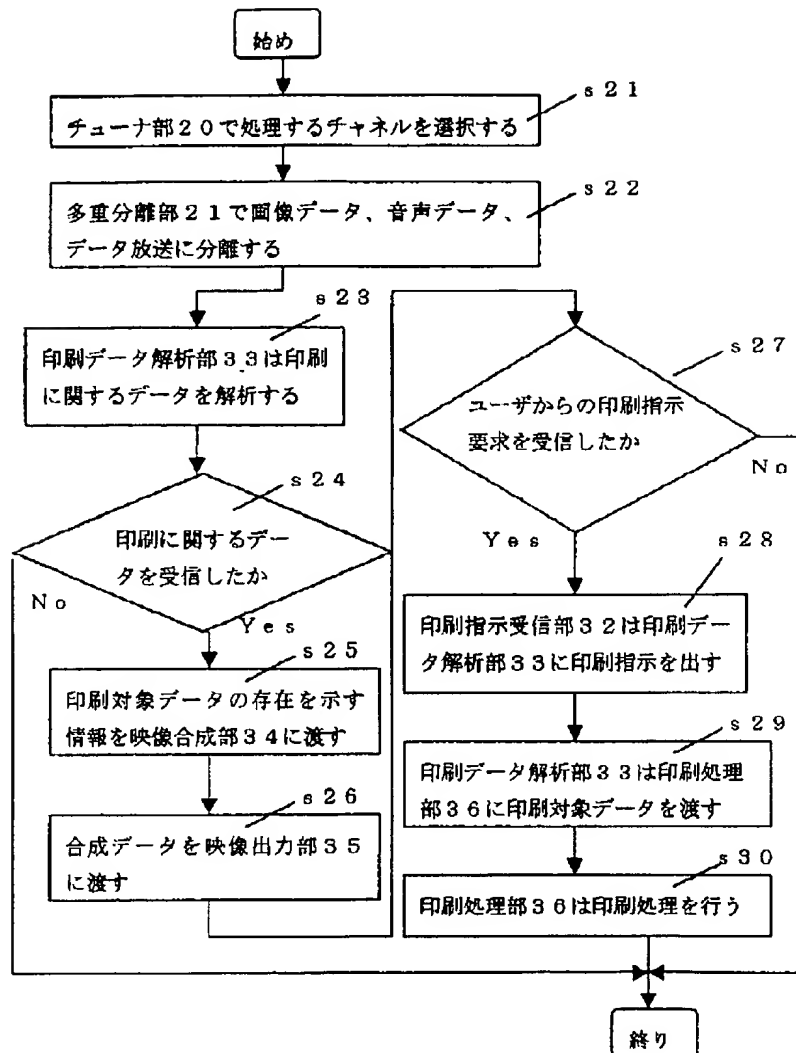 始め
ｓ２１
チューナ部２０で処理するチャネルを選択する
ｓ２２
多重分離部２１で画像データ、音声データ、
データ放送に分離する
ｓ２３
印刷データ解析部３３は印刷
に関するデータを解析する
ｓ２４
印刷に関するデー
タを受信したか
Ｎｏ
Ｙｅｓ
ｓ２５
印刷対象データの存在を示す
情報を映像合成部３４に渡す
ｓ２６
合成データを映像出力部３５
に渡す
ｓ２７
ユーザからの印刷指示
要求を受信したか
Ｎｏ
Ｙｅｓ
ｓ２８
印刷指示受信部３２は印刷デー
タ解析部３３に印刷指示を出す
ｓ２９
印刷データ解析部３３は印刷処理
部３６に印刷対象データを渡す
ｓ３０
印刷処理部３６は印刷処理を行う
終り